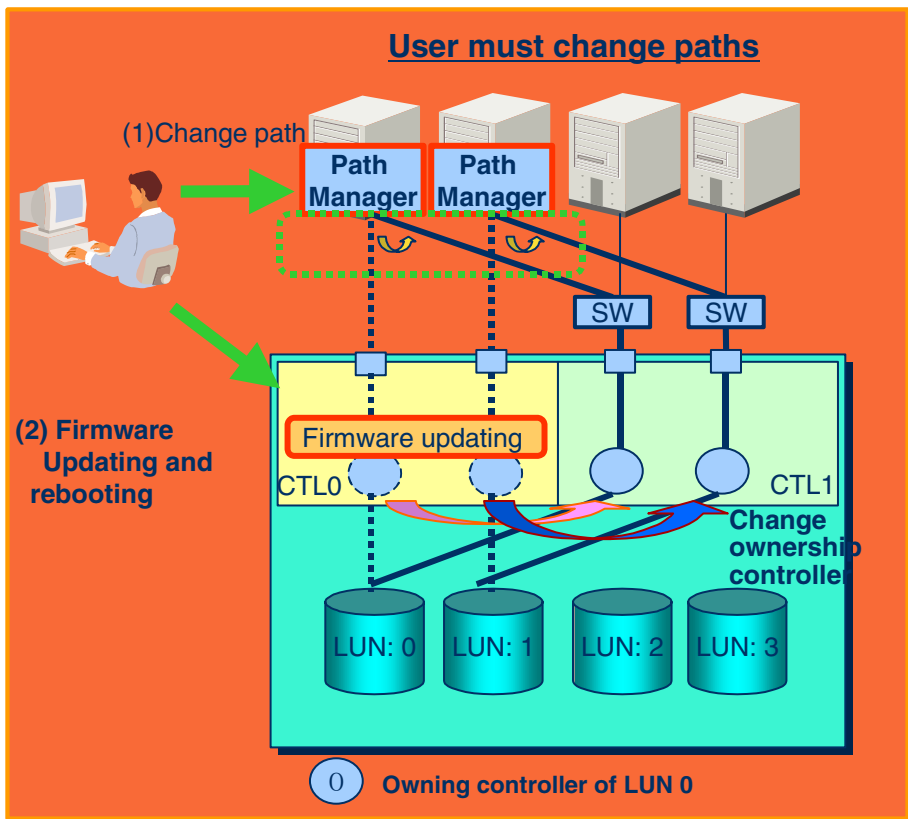 User must change paths
(1)Change path
Path
Manager
Path
Manager
SW
SW
(2) Firmware
Updating and
rebooting
Firmware updating
CTL0
CTL1
Change
ownership
controller
LUN: 0
LUN: 1
LUN: 2
LUN: 3
0
Owning controller of LUN 0